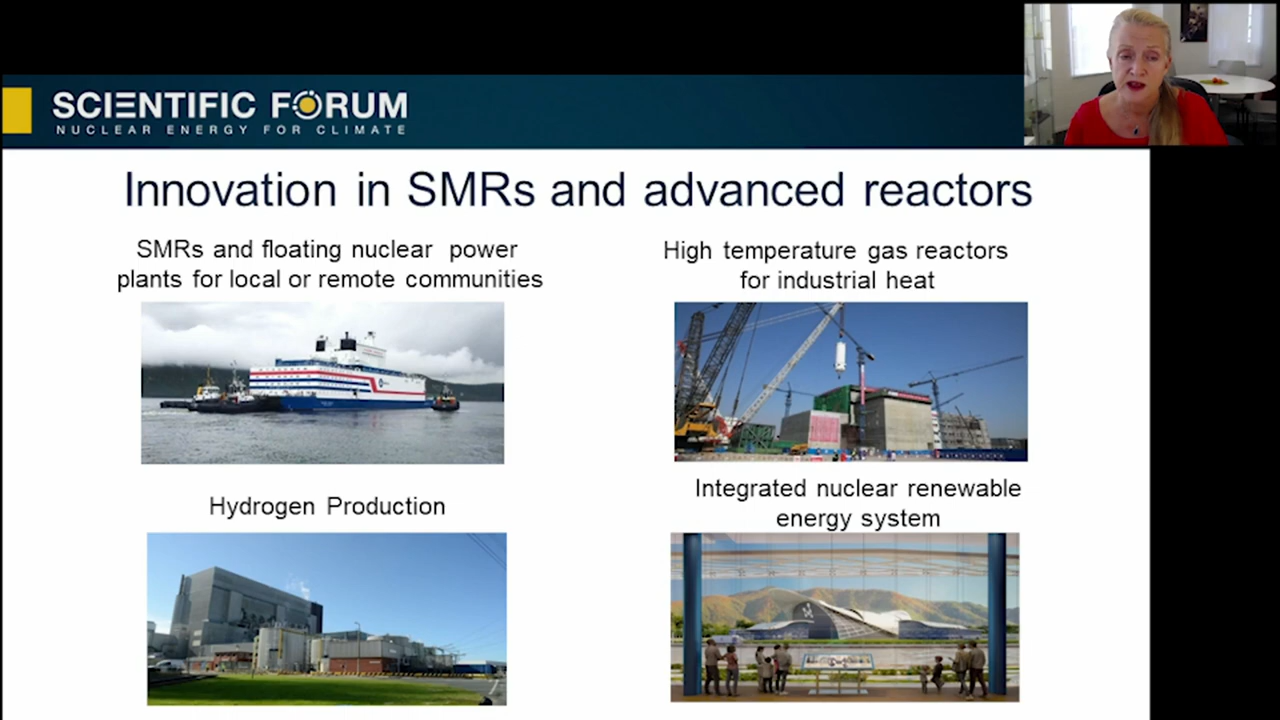 SCIENTIFIC FORUM
NUCLEAR ENERGY FOR CLIMATE
Innovation in SMRs and advanced reactors
SMRs and floating nuclear power
plants for local or remote communities
High temperature gas reactors
for industrial heat
Hydrogen Production
Integrated nuclear renewable
energy system